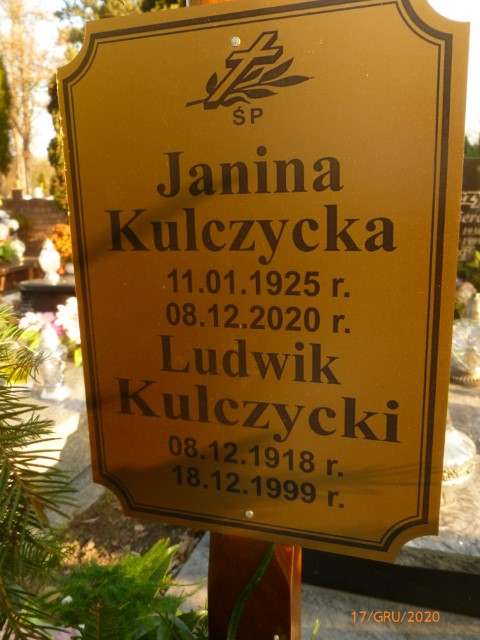 ŚP
Janina
Kulczycka
11.01.1925 r.
08.12.2020 r.
Ludwik
Kulczycki
08.12.1918 r.
18.12.1999 r.
17/GRU/2020